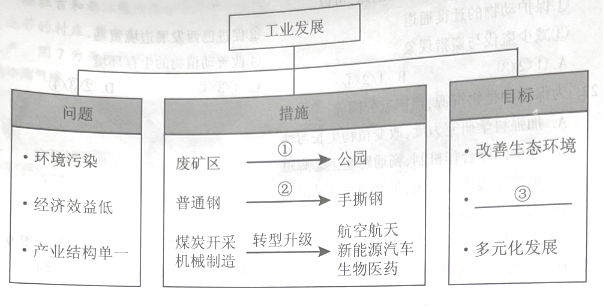 工业发展
问题
· 环境污染
· 经济效益低
· 产业结构单一
措施
废矿区 ① 公园
普通钢 ② 手撕钢
煤炭开采
机械制造
转型升级
航空航天
新能源汽车
生物医药
目标
· 改善生态环境
· ③
· 多元化发展